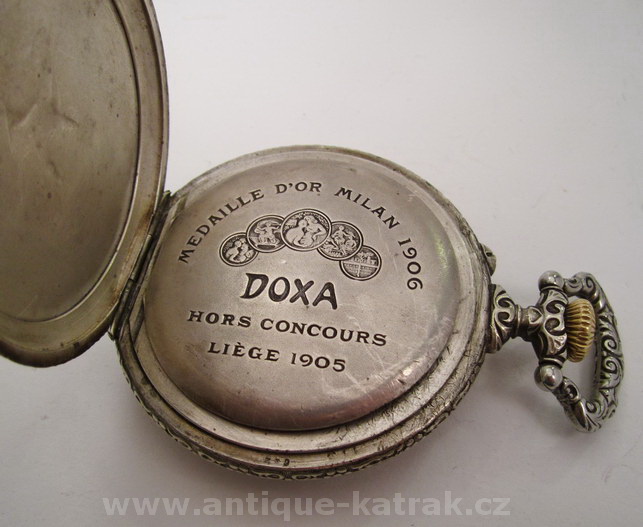 MEDAILLE D'OR MILAN 1906
DOXA
HORS CONCOURS
LIÈGE 1905
www.antique-katrak.cz